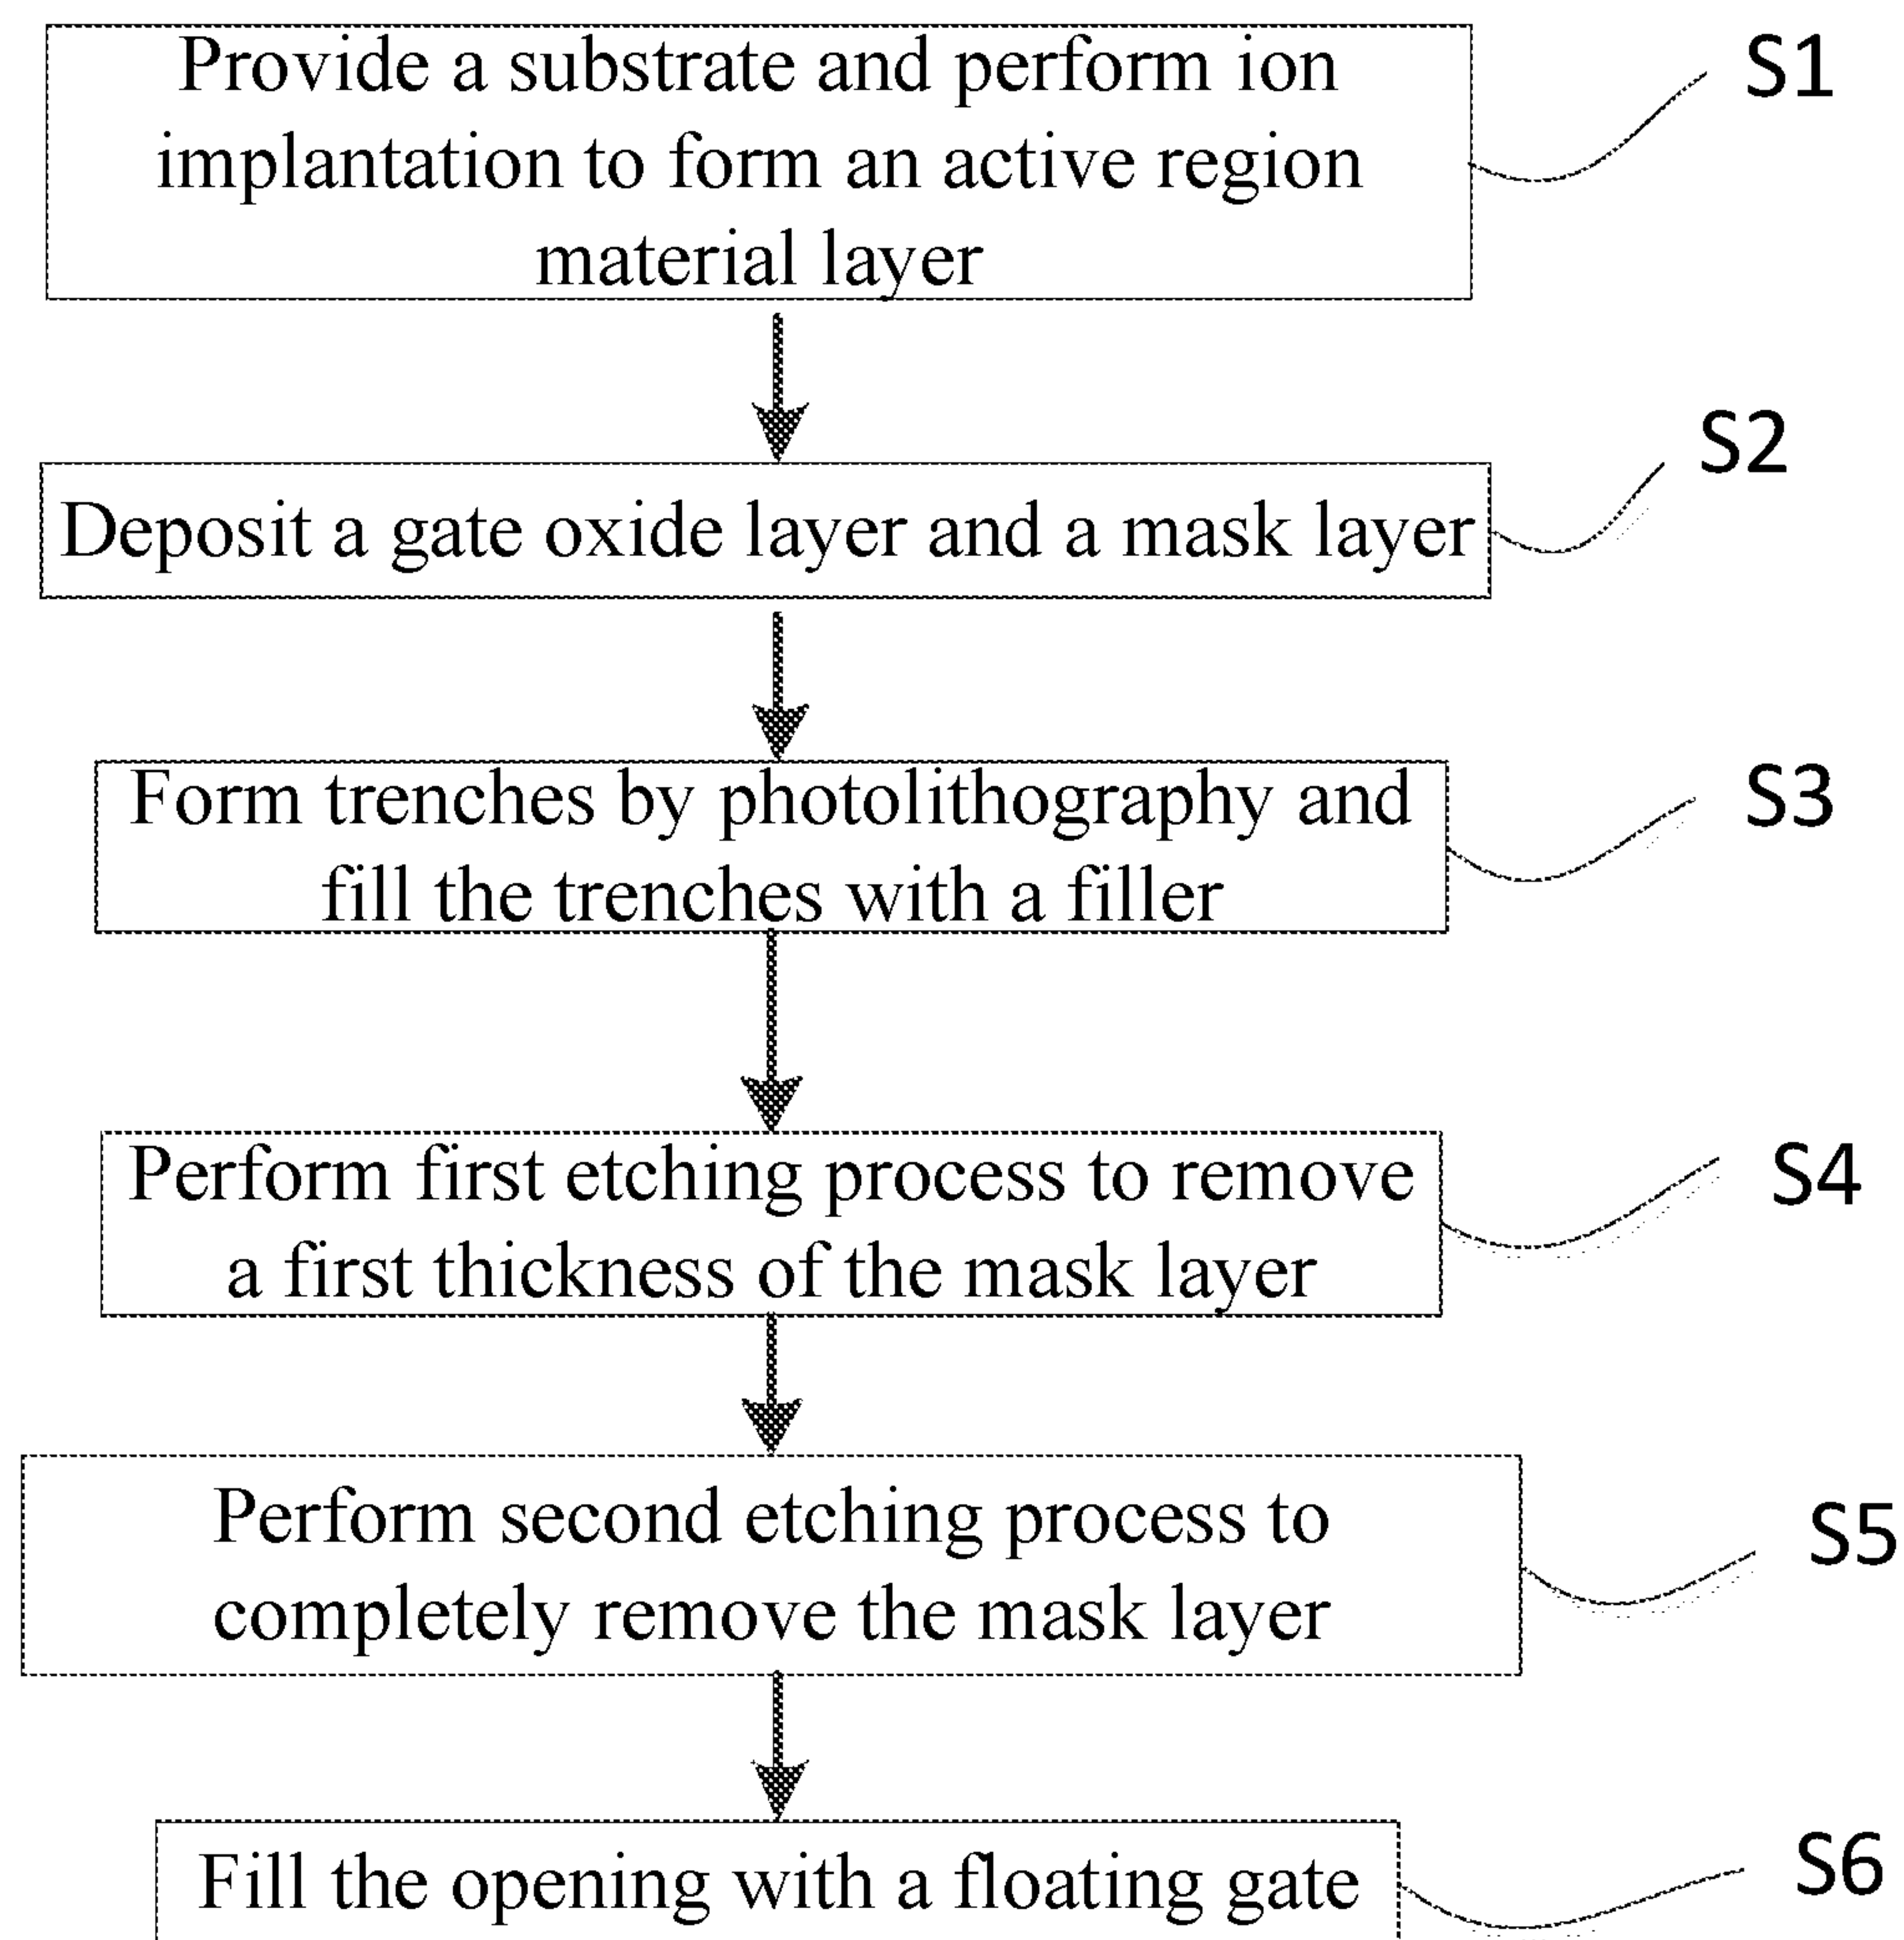 Provide a substrate and perform ion
implantation to form an active region
material layer
S1
Deposit a gate oxide layer and a mask layer
S2
Form trenches by photolithography and
fill the trenches with a filler
S3
Perform first etching process to remove
a first thickness of the mask layer
S4
Perform second etching process to
completely remove the mask layer
S5
Fill the opening with a floating gate
S6